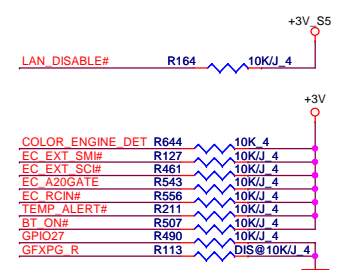 +3V_S5
LAN_DISABLE# R164 10K/J_4
+3V
COLOR_ENGINE_DET R644 10K_4
EC_EXT_SMI# R127 10K/J_4
EC_EXT_SCI# R461 10K/J_4
EC_A20GATE R543 10K/J_4
EC_RCIN# R556 10K/J_4
TEMP_ALERT# R211 10K/J_4
BT_ON# R507 10K/J_4
GPIO27 R490 10K/J_4
GFXPG_R R113 DIS@10K/J_4